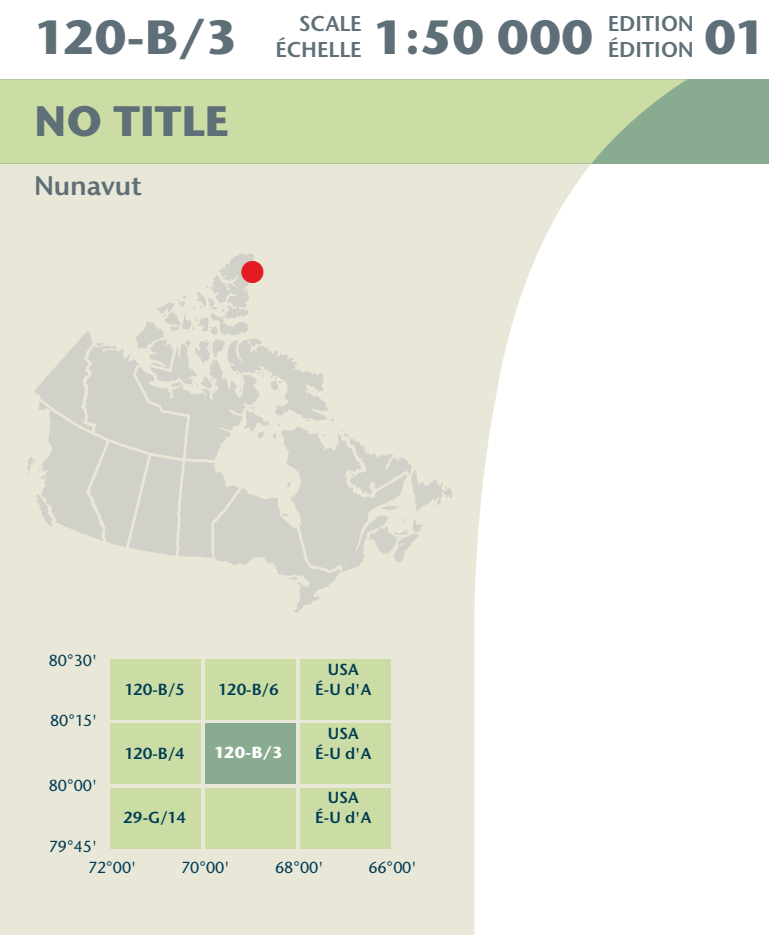 120-B/3
SCALE
ÉCHELLE
1:50 000
EDITION
ÉDITION
01
NO TITLE
Nunavut
80°30'
120-B/5
120-B/6
USA
É-U d'A
80°15'
120-B/4
120-B/3
USA
É-U d'A
80°00'
29-G/14
USA
É-U d'A
79°45'
72°00'
70°00'
68°00'
66°00'